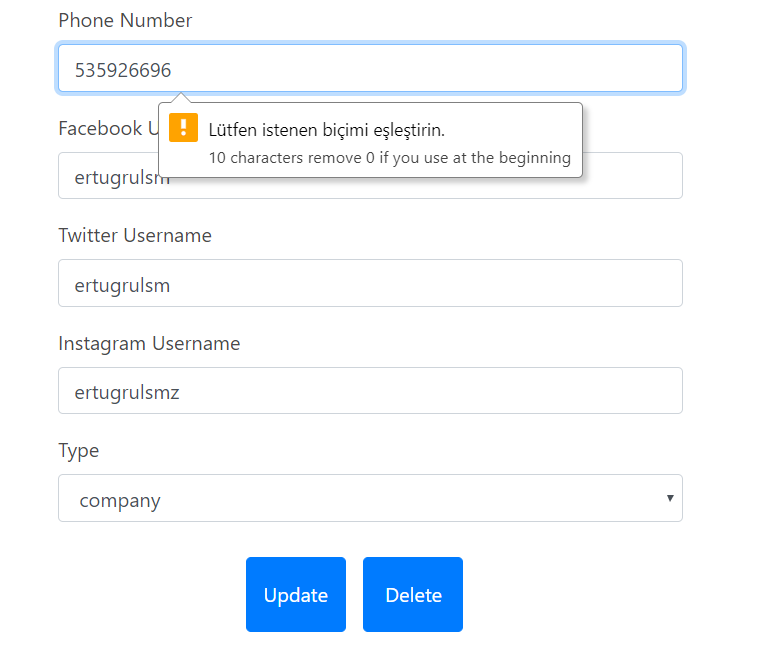 Phone Number
535926696
Lütfen istenen biçimi eşleştirin.
10 characters remove 0 if you use at the beginning
Facebook U
ertugrulsm
Twitter Username
ertugrulsm
Instagram Username
ertugrulsmz
Type
company
Update Delete